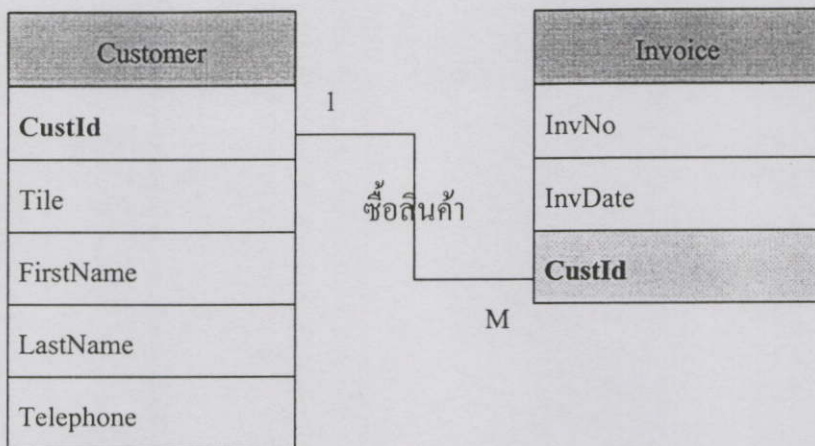 Customer
CustId
Tile
FirstName
LastName
Telephone
1
ซื้อสินค้า
M
Invoice
InvNo
InvDate
CustId